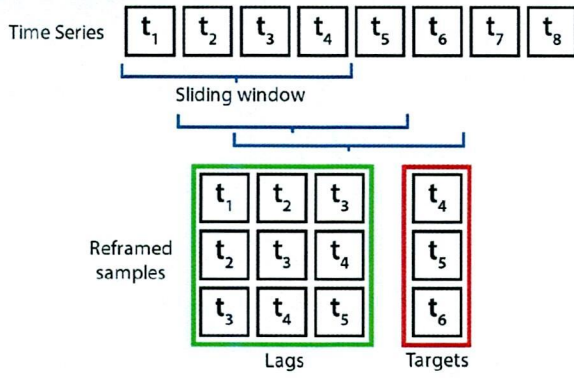 Time Series t₁ t₂ t₃ t₄ t₅ t₆ t₇ t₈
Sliding window
t₁ t₂ t₃ t₄
Reframed samples
t₂ t₃ t₄ t₅
t₃ t₄ t₅ t₆
Lags Targets